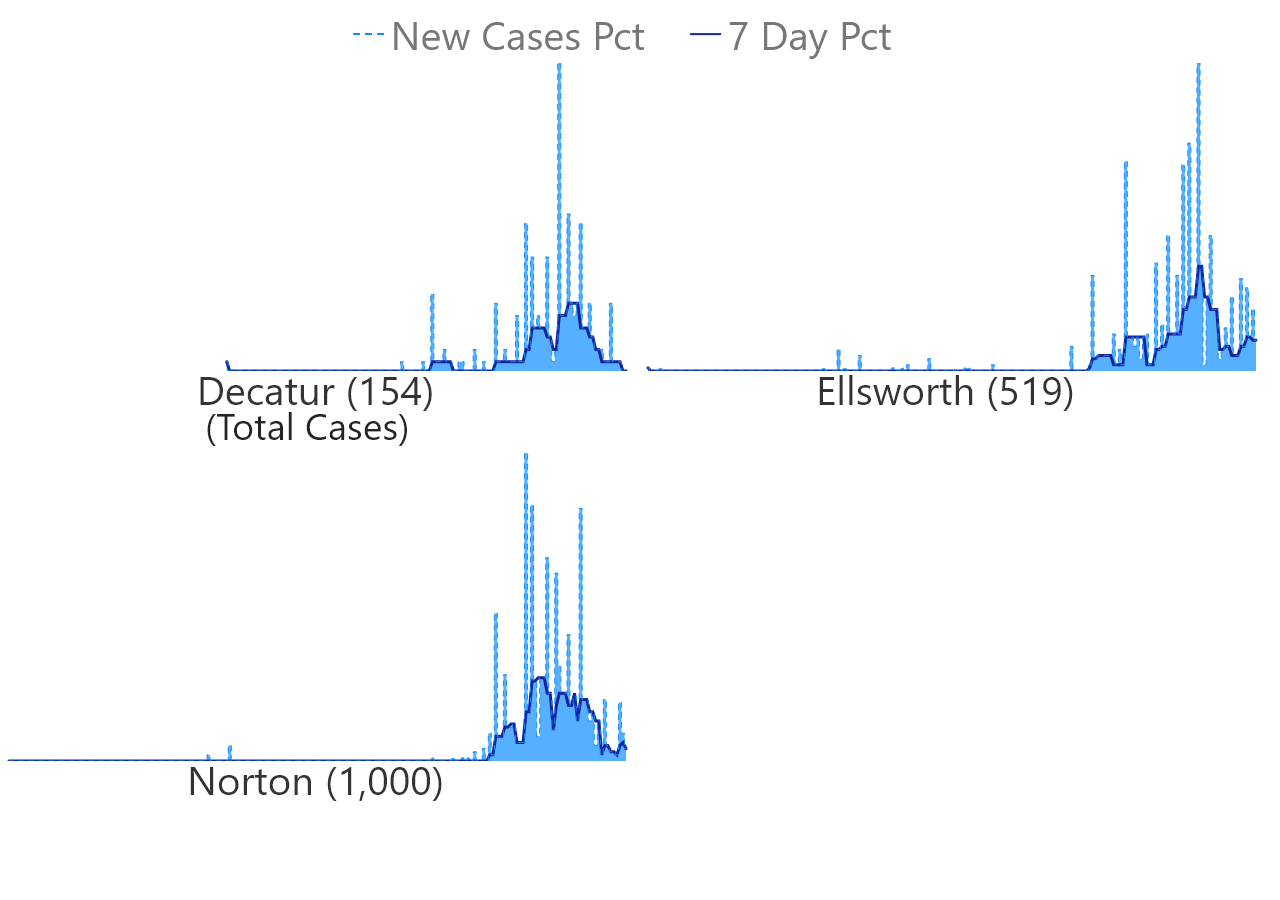 New Cases Pct 7 Day Pct
Decatur (154)
(Total Cases)
Ellsworth (519)
Norton (1,000)